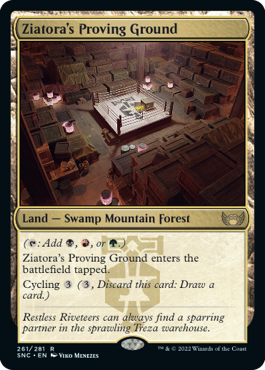 Ziatora's Proving Ground
Land — Swamp Mountain Forest
(: Add , , or .)
Ziatora's Proving Ground enters the
battlefield tapped.
Cycling 3 (3, Discard this card: Draw a
card.)
Restless Riveteers can always find a
sparring partner in the sprawling Treza warehouse.
261/281 R
SNC • EN Viko Menezes
™ & © 2022 Wizards of the Coast